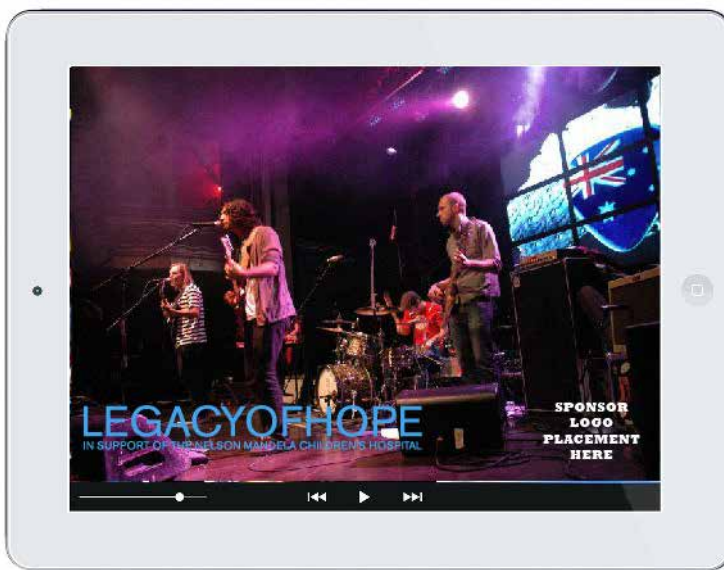 LEGACYOFHOPE
IN SUPPORT OF THE NELSON MANDELA CHILDREN'S HOSPITAL
SPONSOR
LOGO
PLACEMENT
HERE